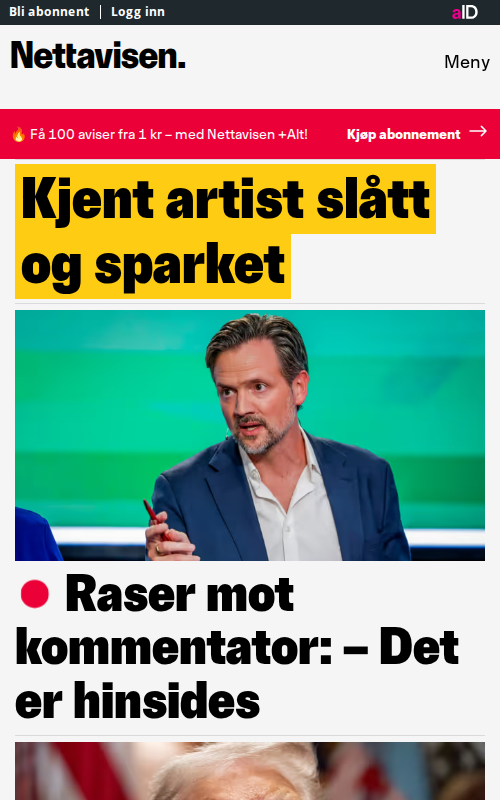 Bli abonnent | Logg inn
aID
Nettavisen.
Meny
🔥 Få 100 aviser fra 1 kr – med Nettavisen +Alt!
Kjøp abonnement →
Kjent artist slått
og sparket
Raser mot
kommentator: – Det
er hinsides